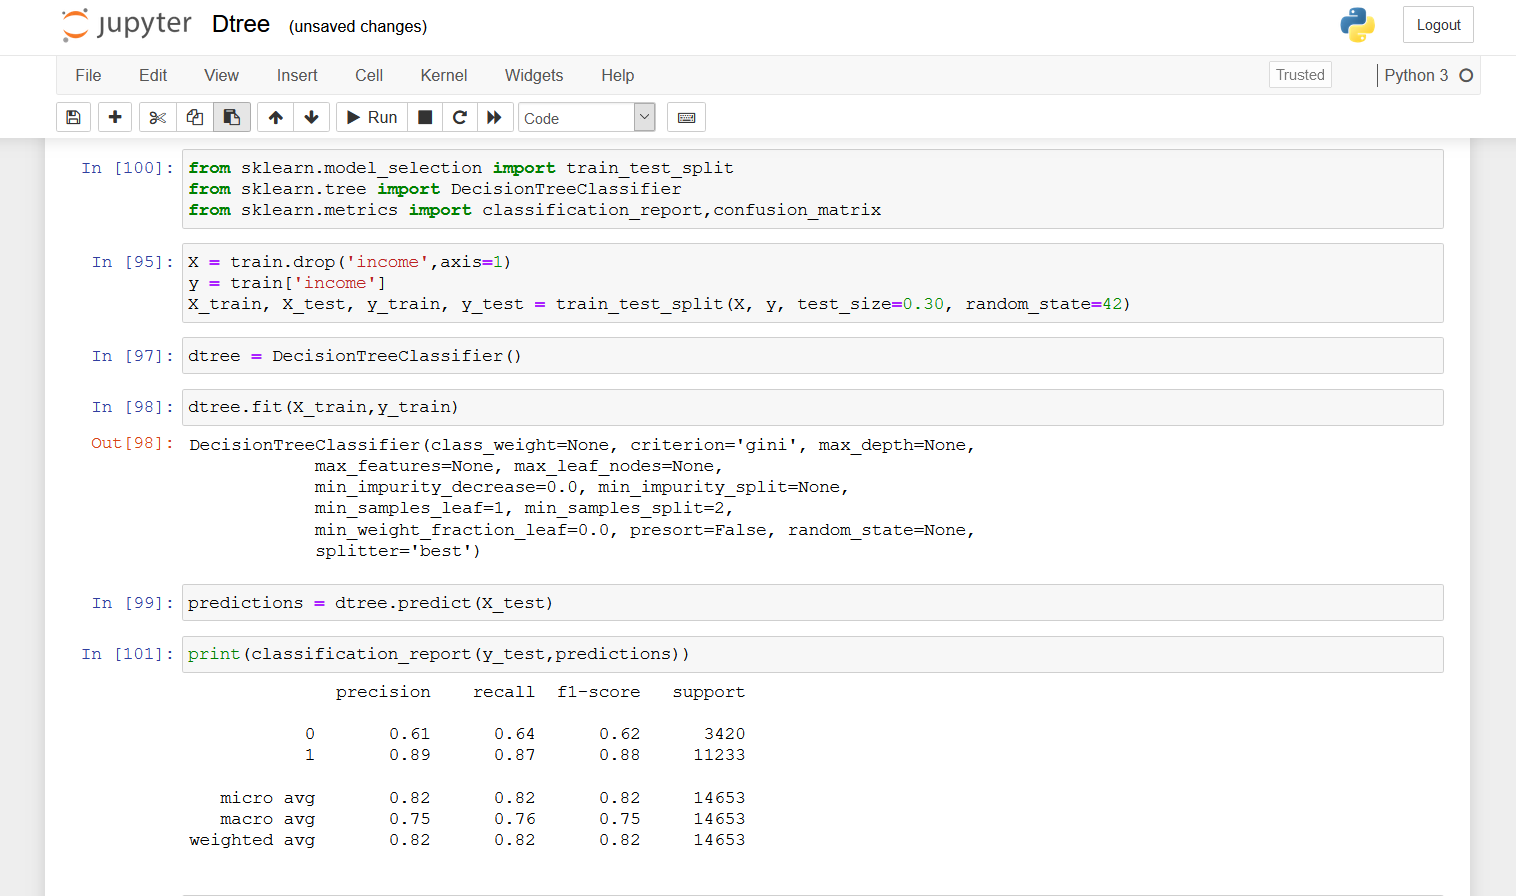 jupyter Dtree (unsaved changes) Logout
File Edit View Insert Cell Kernel Widgets Help Trusted Python 3
Run Code
In [100]: from sklearn.model_selection import train_test_split
from sklearn.tree import DecisionTreeClassifier
from sklearn.metrics import classification_report,confusion_matrix
In [95]: X = train.drop('income',axis=1)
y = train['income']
X_train, X_test, y_train, y_test = train_test_split(X, y, test_size=0.30, random_state=42)
In [97]: dtree = DecisionTreeClassifier()
In [98]: dtree.fit(X_train,y_train)
Out[98]: DecisionTreeClassifier(class_weight=None, criterion='gini', max_depth=None,
max_features=None, max_leaf_nodes=None,
min_impurity_decrease=0.0, min_impurity_split=None,
min_samples_leaf=1, min_samples_split=2,
min_weight_fraction_leaf=0.0, presort=False, random_state=None,
splitter='best')
In [99]: predictions = dtree.predict(X_test)
In [101]: print(classification_report(y_test,predictions))
precision recall f1-score support
0 0.61 0.64 0.62 3420
1 0.89 0.87 0.88 11233
micro avg 0.82 0.82 0.82 14653
macro avg 0.75 0.76 0.75 14653
weighted avg 0.82 0.82 0.82 14653